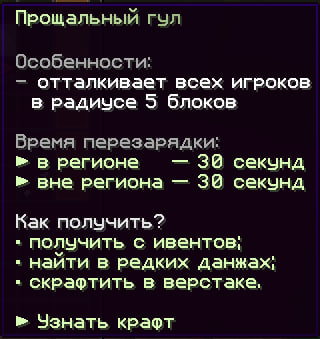 Прощальный гул
Особенности:
– отталкивает всех игроков
в радиусе 5 блоков
Время перезарядки:
► в регионе — 30 секунд
► вне региона — 30 секунд
Как получить?
• получить с ивентов;
• найти в редких данжах;
• скрафтить в верстаке.
► Узнать крафт